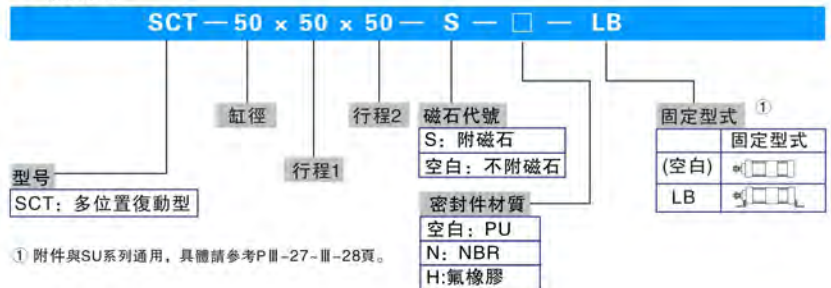 SCT — 50 × 50 × 50 — S — □ — LB
缸徑
行程1
行程2
型号
SCT：多位置復動型
磁石代號
S：附磁石
空白：不附磁石
密封件材質
空白：PU
N：NBR
H:氟橡膠
固定型式 ①
固定型式
(空白)
LB
① 附件與SU系列通用，具體請參考PⅢ-27-Ⅲ-28頁。